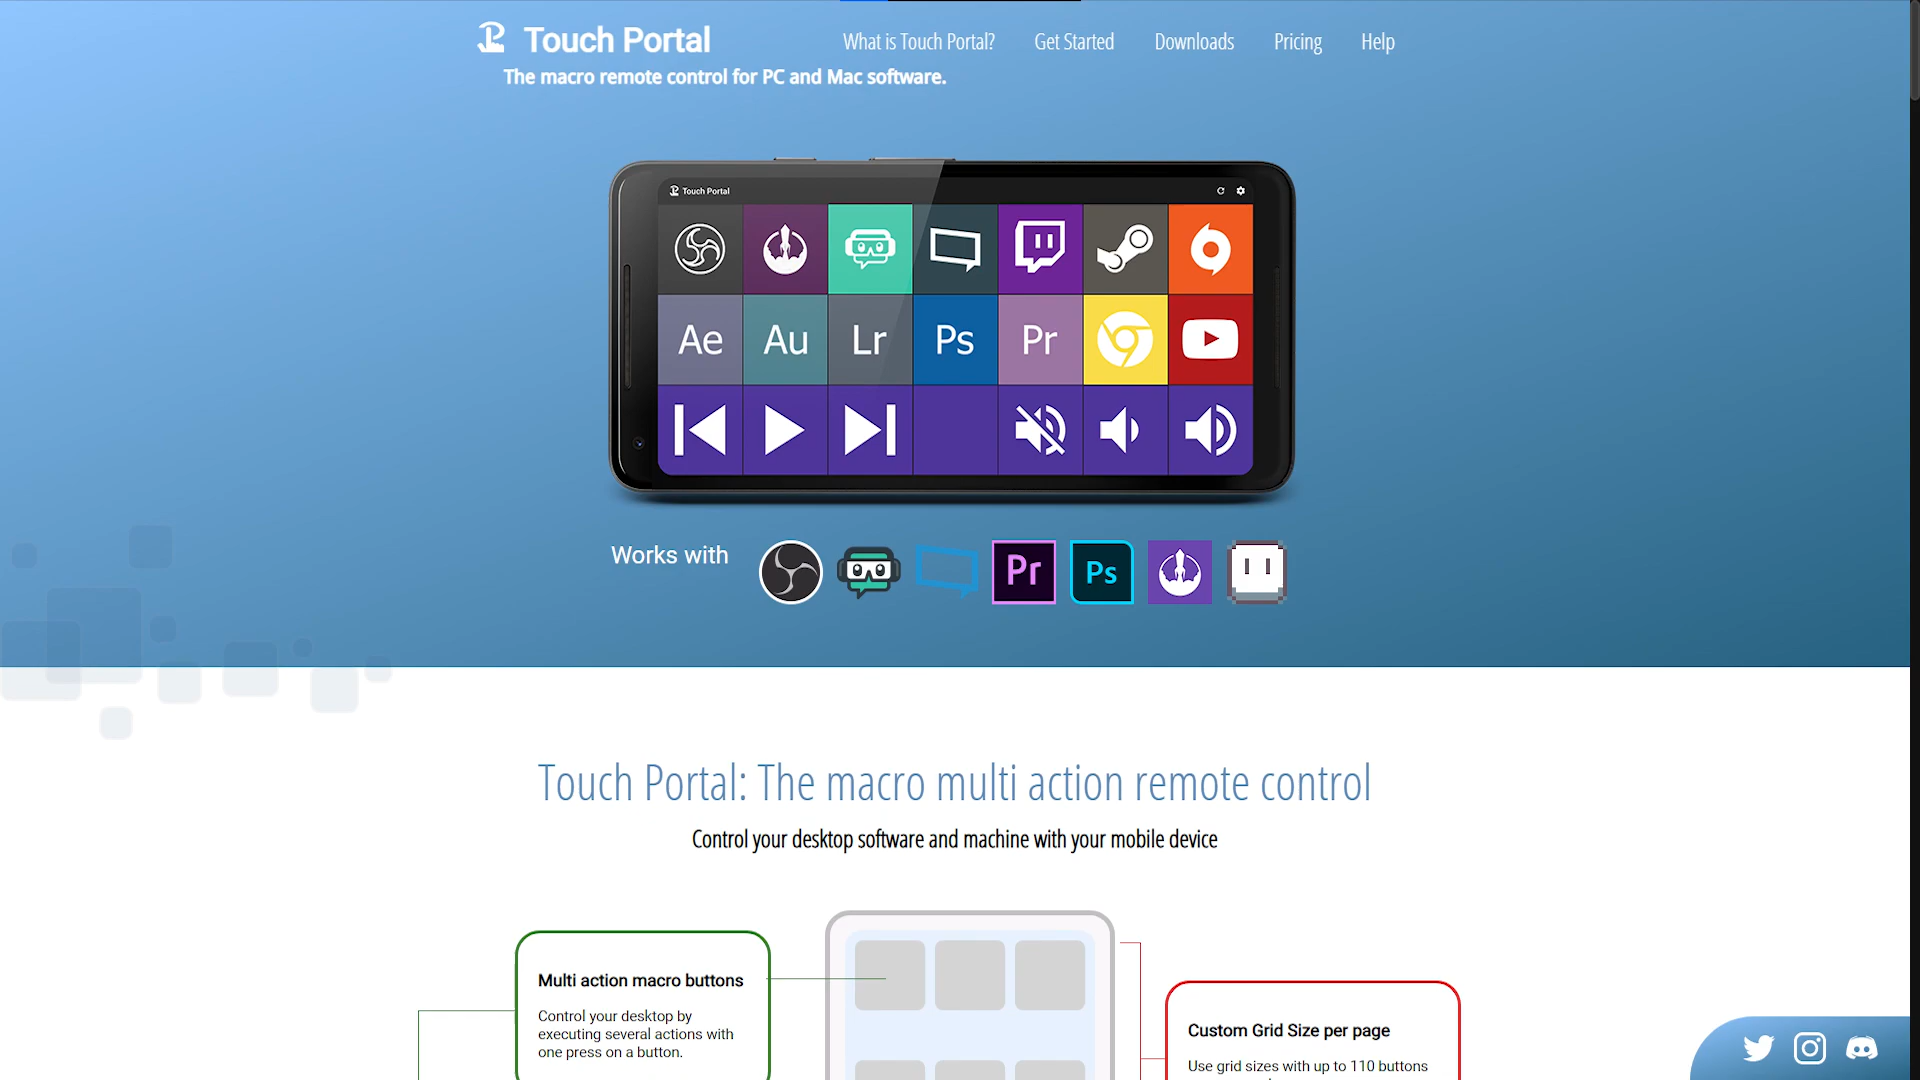 Touch Portal
What is Touch Portal?
Get Started
Downloads
Pricing
Help
The macro remote control for PC and Mac software.
Touch Portal
Ae
Au
Lr
Ps
Pr
Works with
Pr
Ps
Touch Portal: The macro multi action remote control
Control your desktop software and machine with your mobile device
Multi action macro buttons
Control your desktop by
executing several actions with
one press on a button.
Custom Grid Size per page
Use grid sizes with up to 110 buttons